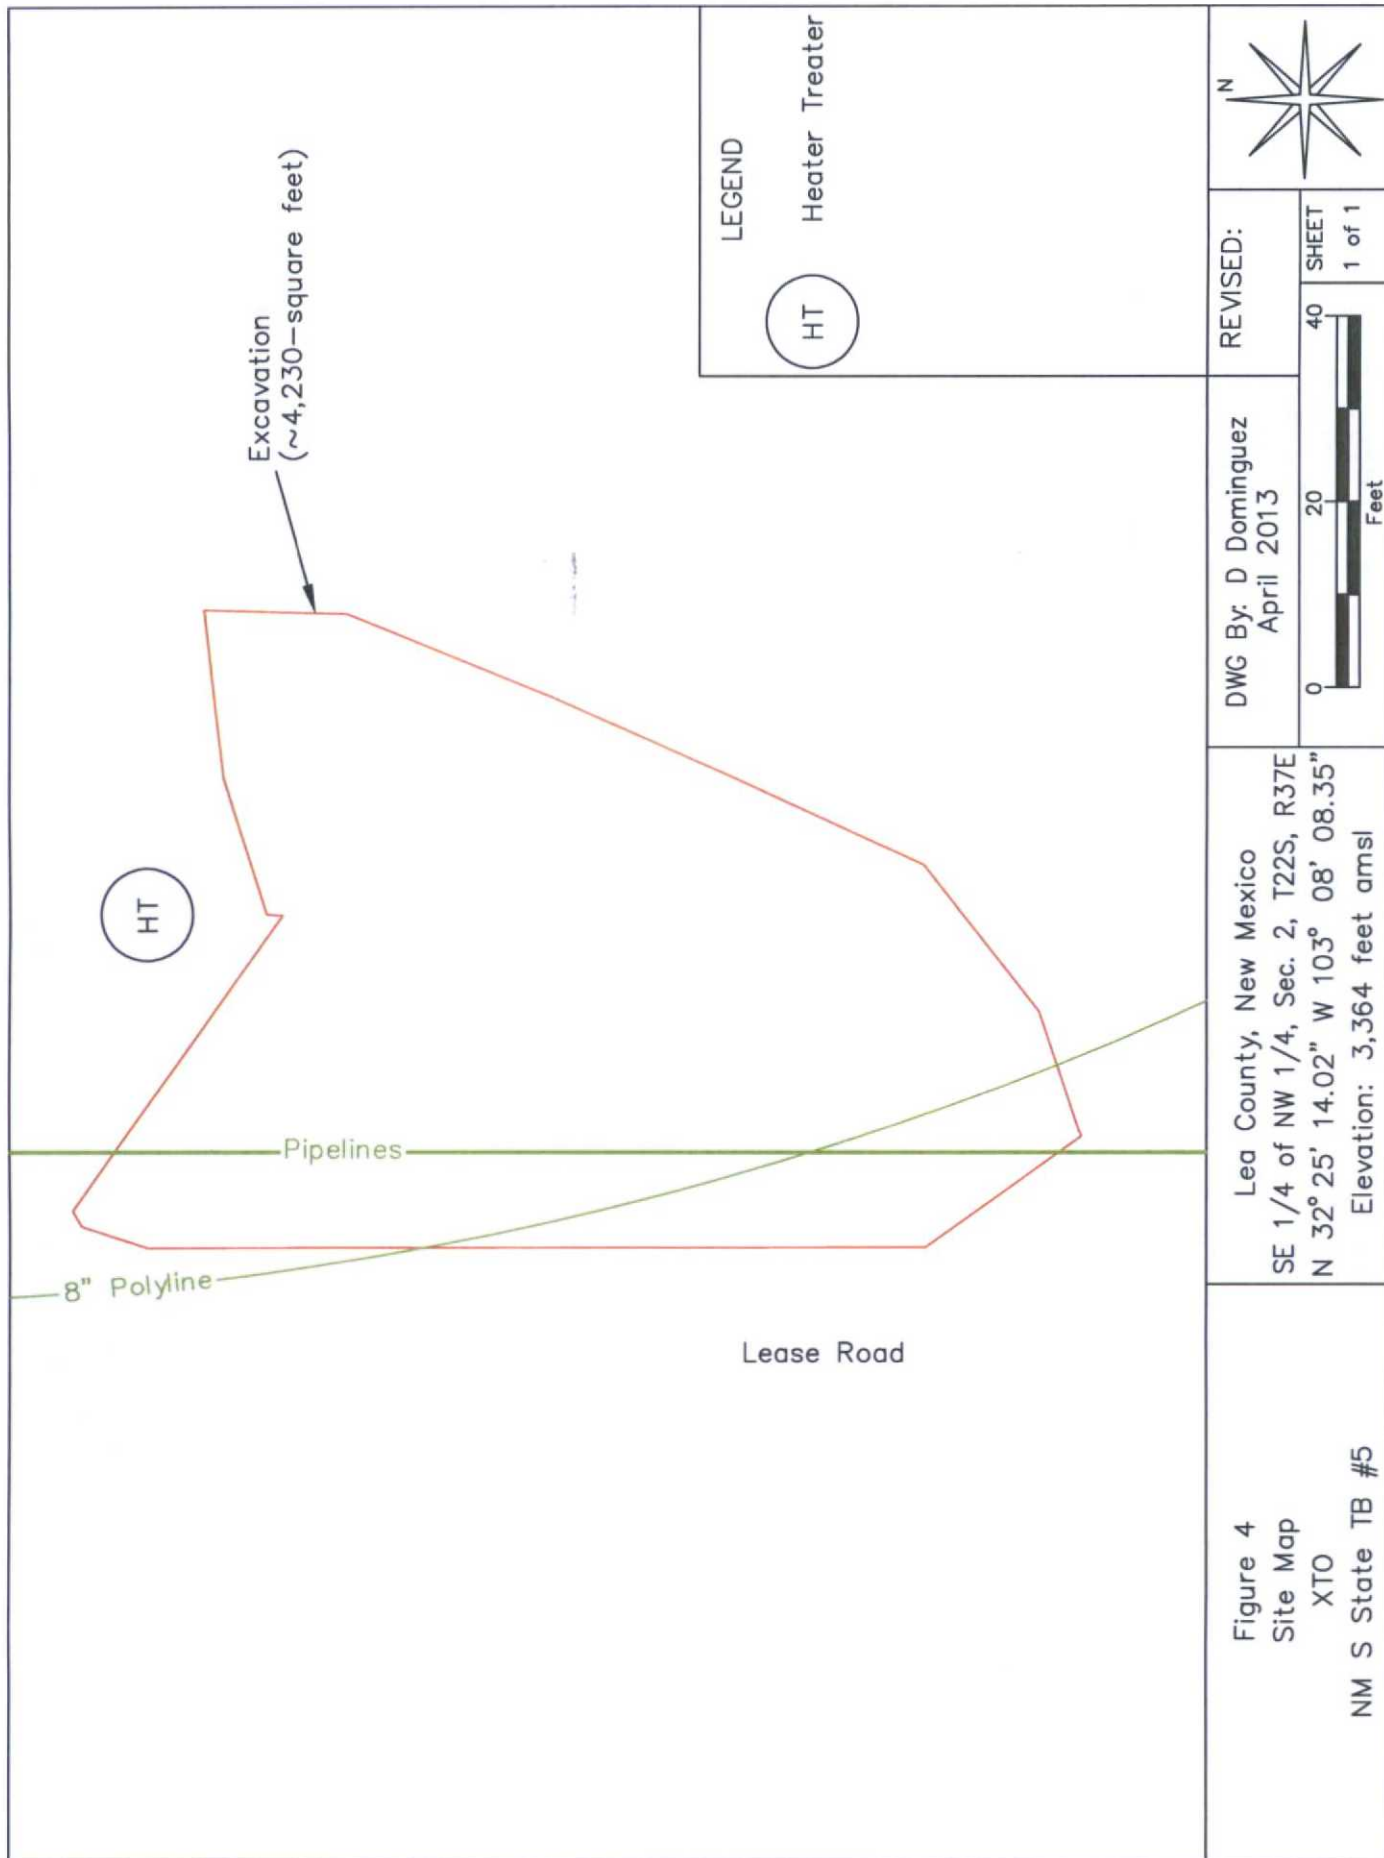 Excavation
(~4,230-square feet)
HT
Pipelines
8" Polyline
Lease Road
LEGEND
HT
Heater Treater
Figure 4
Site Map
XTO
NM S State TB #5
Lea County, New Mexico
SE 1/4 of NW 1/4, Sec. 2, T22S, R37E
N 32° 25' 14.02" W 103° 08' 08.35"
Elevation: 3,364 feet amsl
DWG By: D Dominguez
April 2013
REVISED:
0 20 40
Feet
SHEET
1 of 1
N